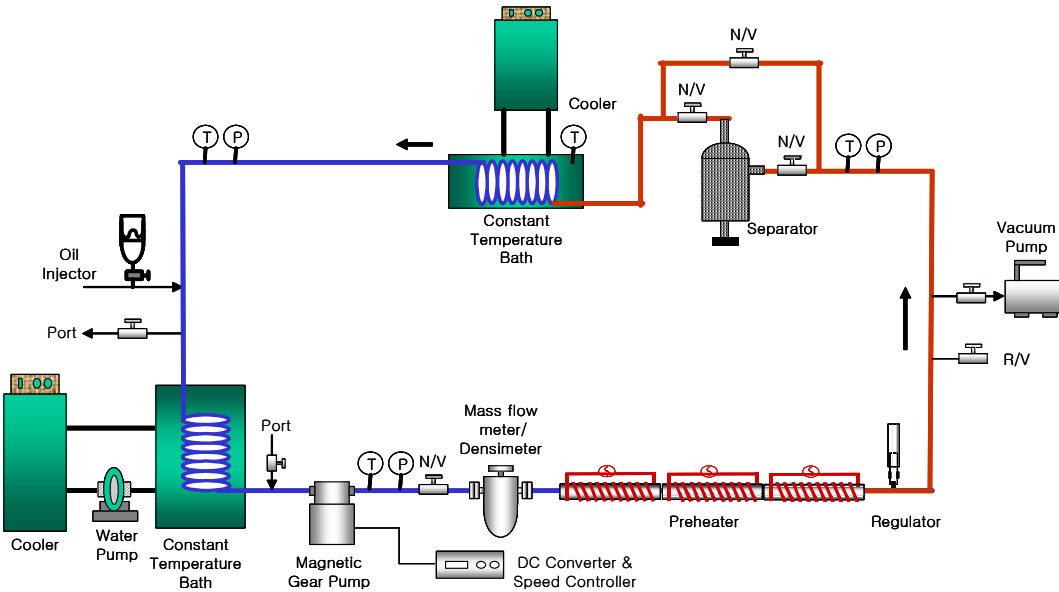 N/V
N/V
Cooler
T
P
T
N/V
T
P
Constant
Temperature
Bath
Separator
Vacuum
Pump
Oil
Injector
Port
R/V
Port
Mass flow
meter/
Densimeter
T
P
N/V
S
S
S
Preheater
Regulator
Cooler
Water
Pump
Constant
Temperature
Bath
Magnetic
Gear Pump
DC Converter &
Speed Controller